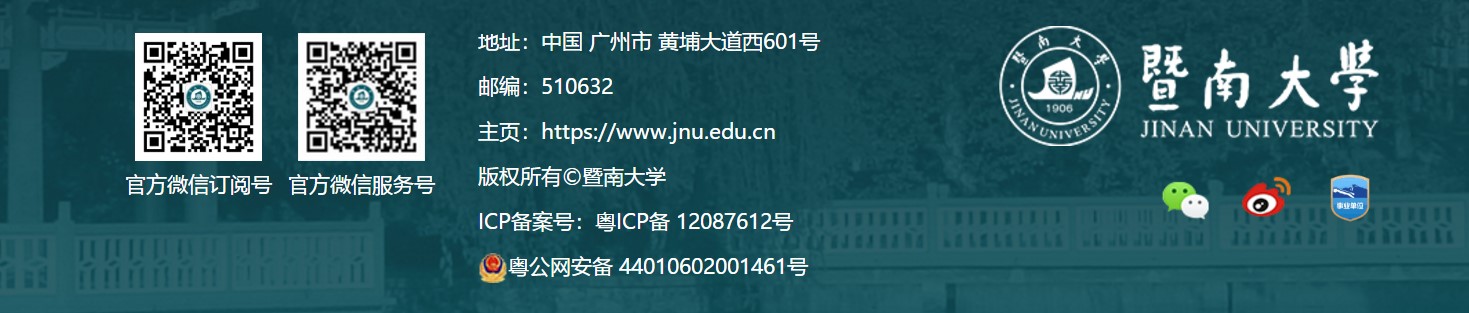 官方微信订阅号
官方微信服务号
地址：中国 广州市 黄埔大道西601号
邮编：510632
主页：https://www.jnu.edu.cn
版权所有©暨南大学
ICP备案号：粤ICP备 12087612号
粤公网安备 44010602001461号
暨南大学
JNU
1906
JINAN UNIVERSITY
暨南大學
JINAN UNIVERSITY
事业单位